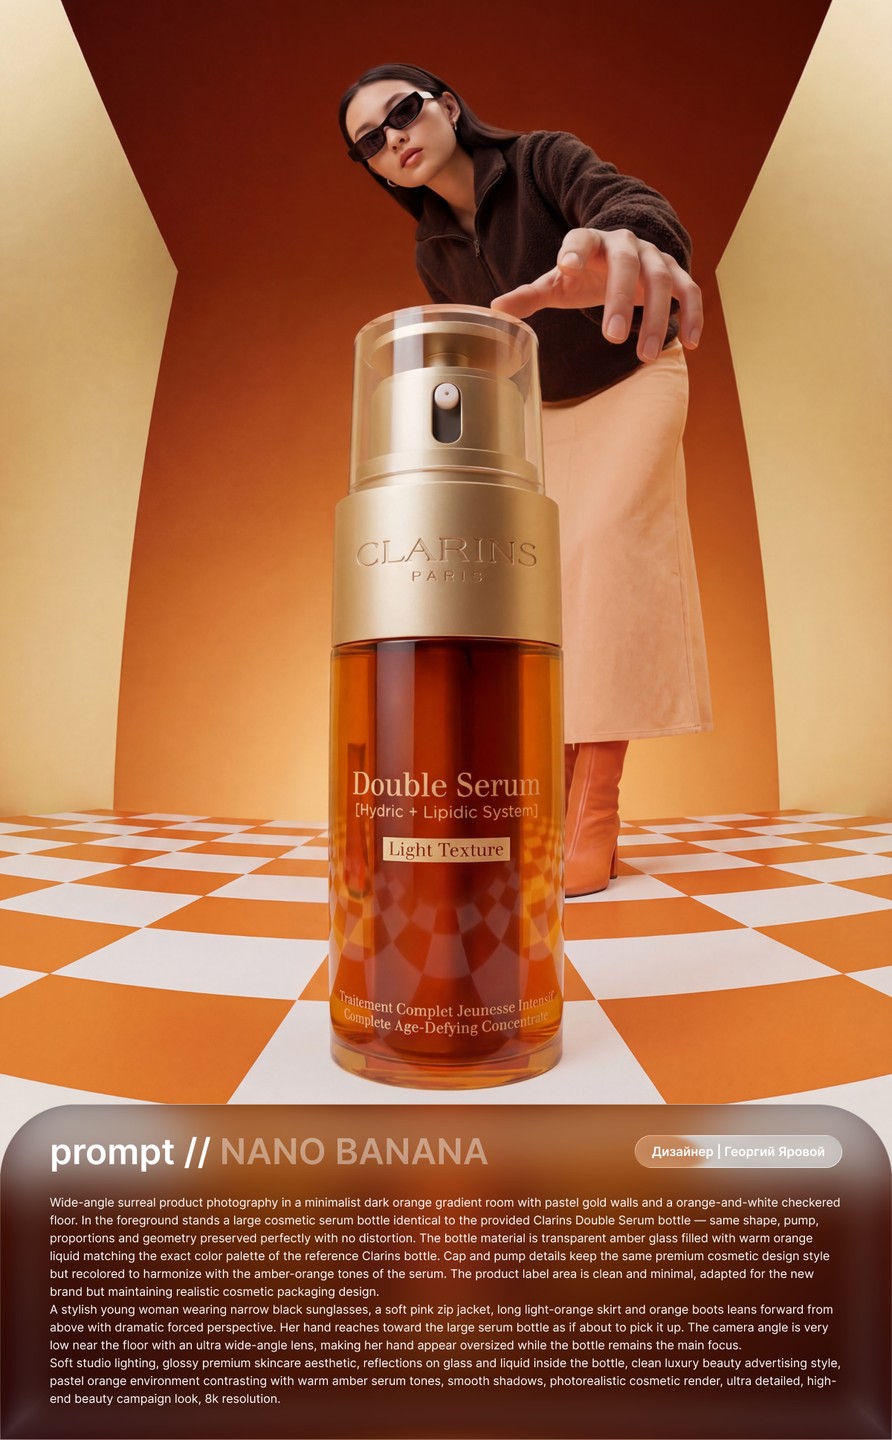 CLARINS
PARIS
Double Serum
[Hydric + Lipidic System]
Light Texture
Traitement Complet Jeunesse Intensif
Complete Age-Defying Concentrate
prompt // NANO BANANA
Дизайнер | Георгий Яровой
Wide-angle surreal product photography in a minimalist dark orange gradient room with pastel gold walls and a orange-and-white checkered
floor. In the foreground stands a large cosmetic serum bottle identical to the provided Clarins Double Serum bottle — same shape, pump,
proportions and geometry preserved perfectly with no distortion. The bottle material is transparent amber glass filled with warm orange
liquid matching the exact color palette of the reference Clarins bottle. Cap and pump details keep the same premium cosmetic design style
but recolored to harmonize with the amber-orange tones of the serum. The product label area is clean and minimal, adapted for the new
brand but maintaining realistic cosmetic packaging design.
A stylish young woman wearing narrow black sunglasses, a soft pink zip jacket, long light-orange skirt and orange boots leans forward from
above with dramatic forced perspective. Her hand reaches toward the large serum bottle as if about to pick it up. The camera angle is very
low near the floor with an ultra wide-angle lens, making her hand appear oversized while the bottle remains the main focus.
Soft studio lighting, glossy premium skincare aesthetic, reflections on glass and liquid inside the bottle, clean luxury beauty advertising style,
pastel orange environment contrasting with warm amber serum tones, smooth shadows, photorealistic cosmetic render, ultra detailed, high-
end beauty campaign look, 8k resolution.